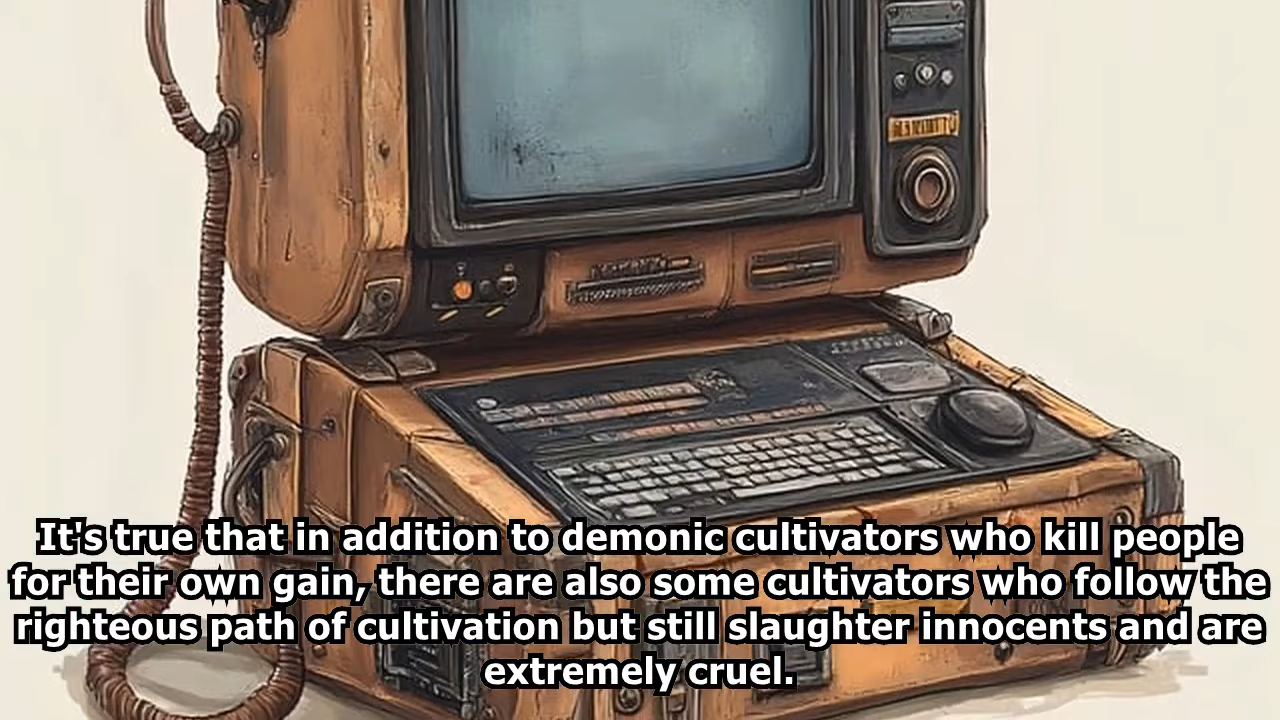 It's true that in addition to demonic cultivators who kill people
for their own gain, there are also some cultivators who follow the
righteous path of cultivation but still slaughter innocents and are
extremely cruel.